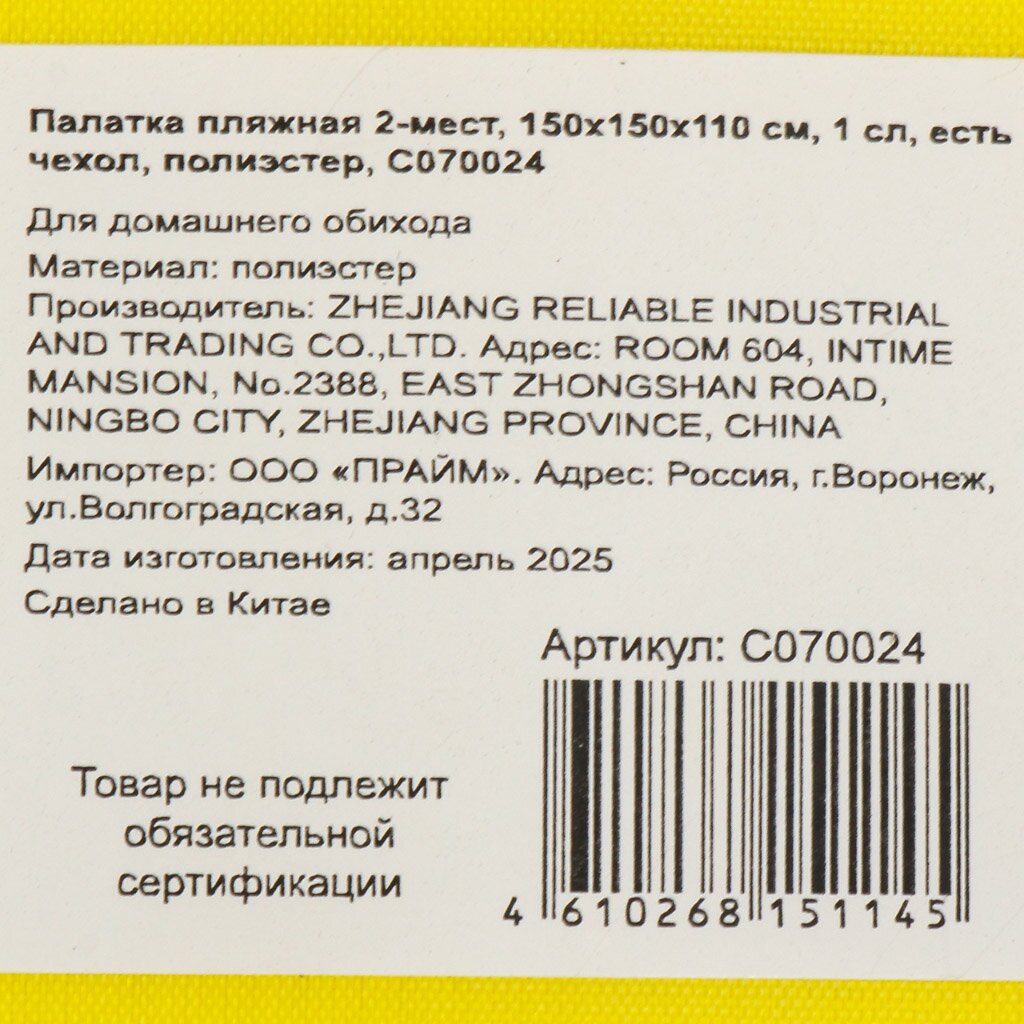 Палатка пляжная 2-мест, 150х150х110 см, 1 сл, есть
чехол, полиэстер, С070024
Для домашнего обихода
Материал: полиэстер
Производитель: ZHEJIANG RELIABLE INDUSTRIAL
AND TRADING CO.,LTD. Адрес: ROOM 604, INTIME
MANSION, No.2388, EAST ZHONGSHAN ROAD,
NINGBO CITY, ZHEJIANG PROVINCE, CHINA
Импортер: ООО «ПРАЙМ». Адрес: Россия, г.Воронеж,
ул.Волгоградская, д.32
Дата изготовления: апрель 2025
Сделано в Китае
Артикул: С070024
Товар не подлежит
обязательной
сертификации
4 610268 151145